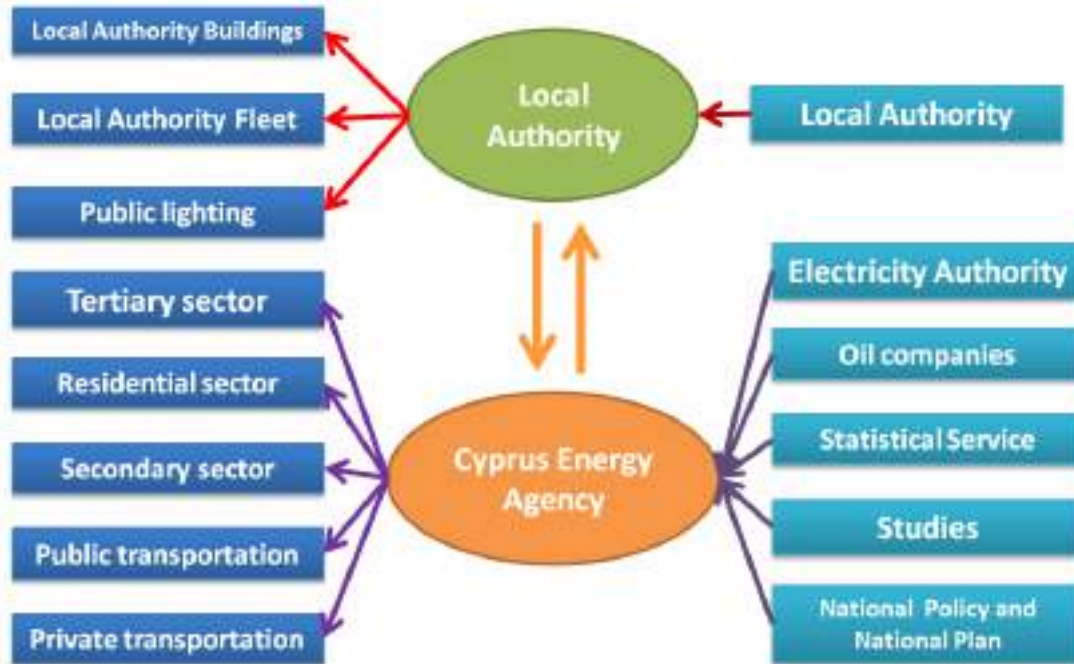 Local Authority Buildings
Local Authority Fleet
Public lighting
Tertiary sector
Residential sector
Secondary sector
Public transportation
Private transportation
Local
Authority
Cyprus Energy
Agency
Local Authority
Electricity Authority
Oil companies
Statistical Service
Studies
National Policy and
National Plan